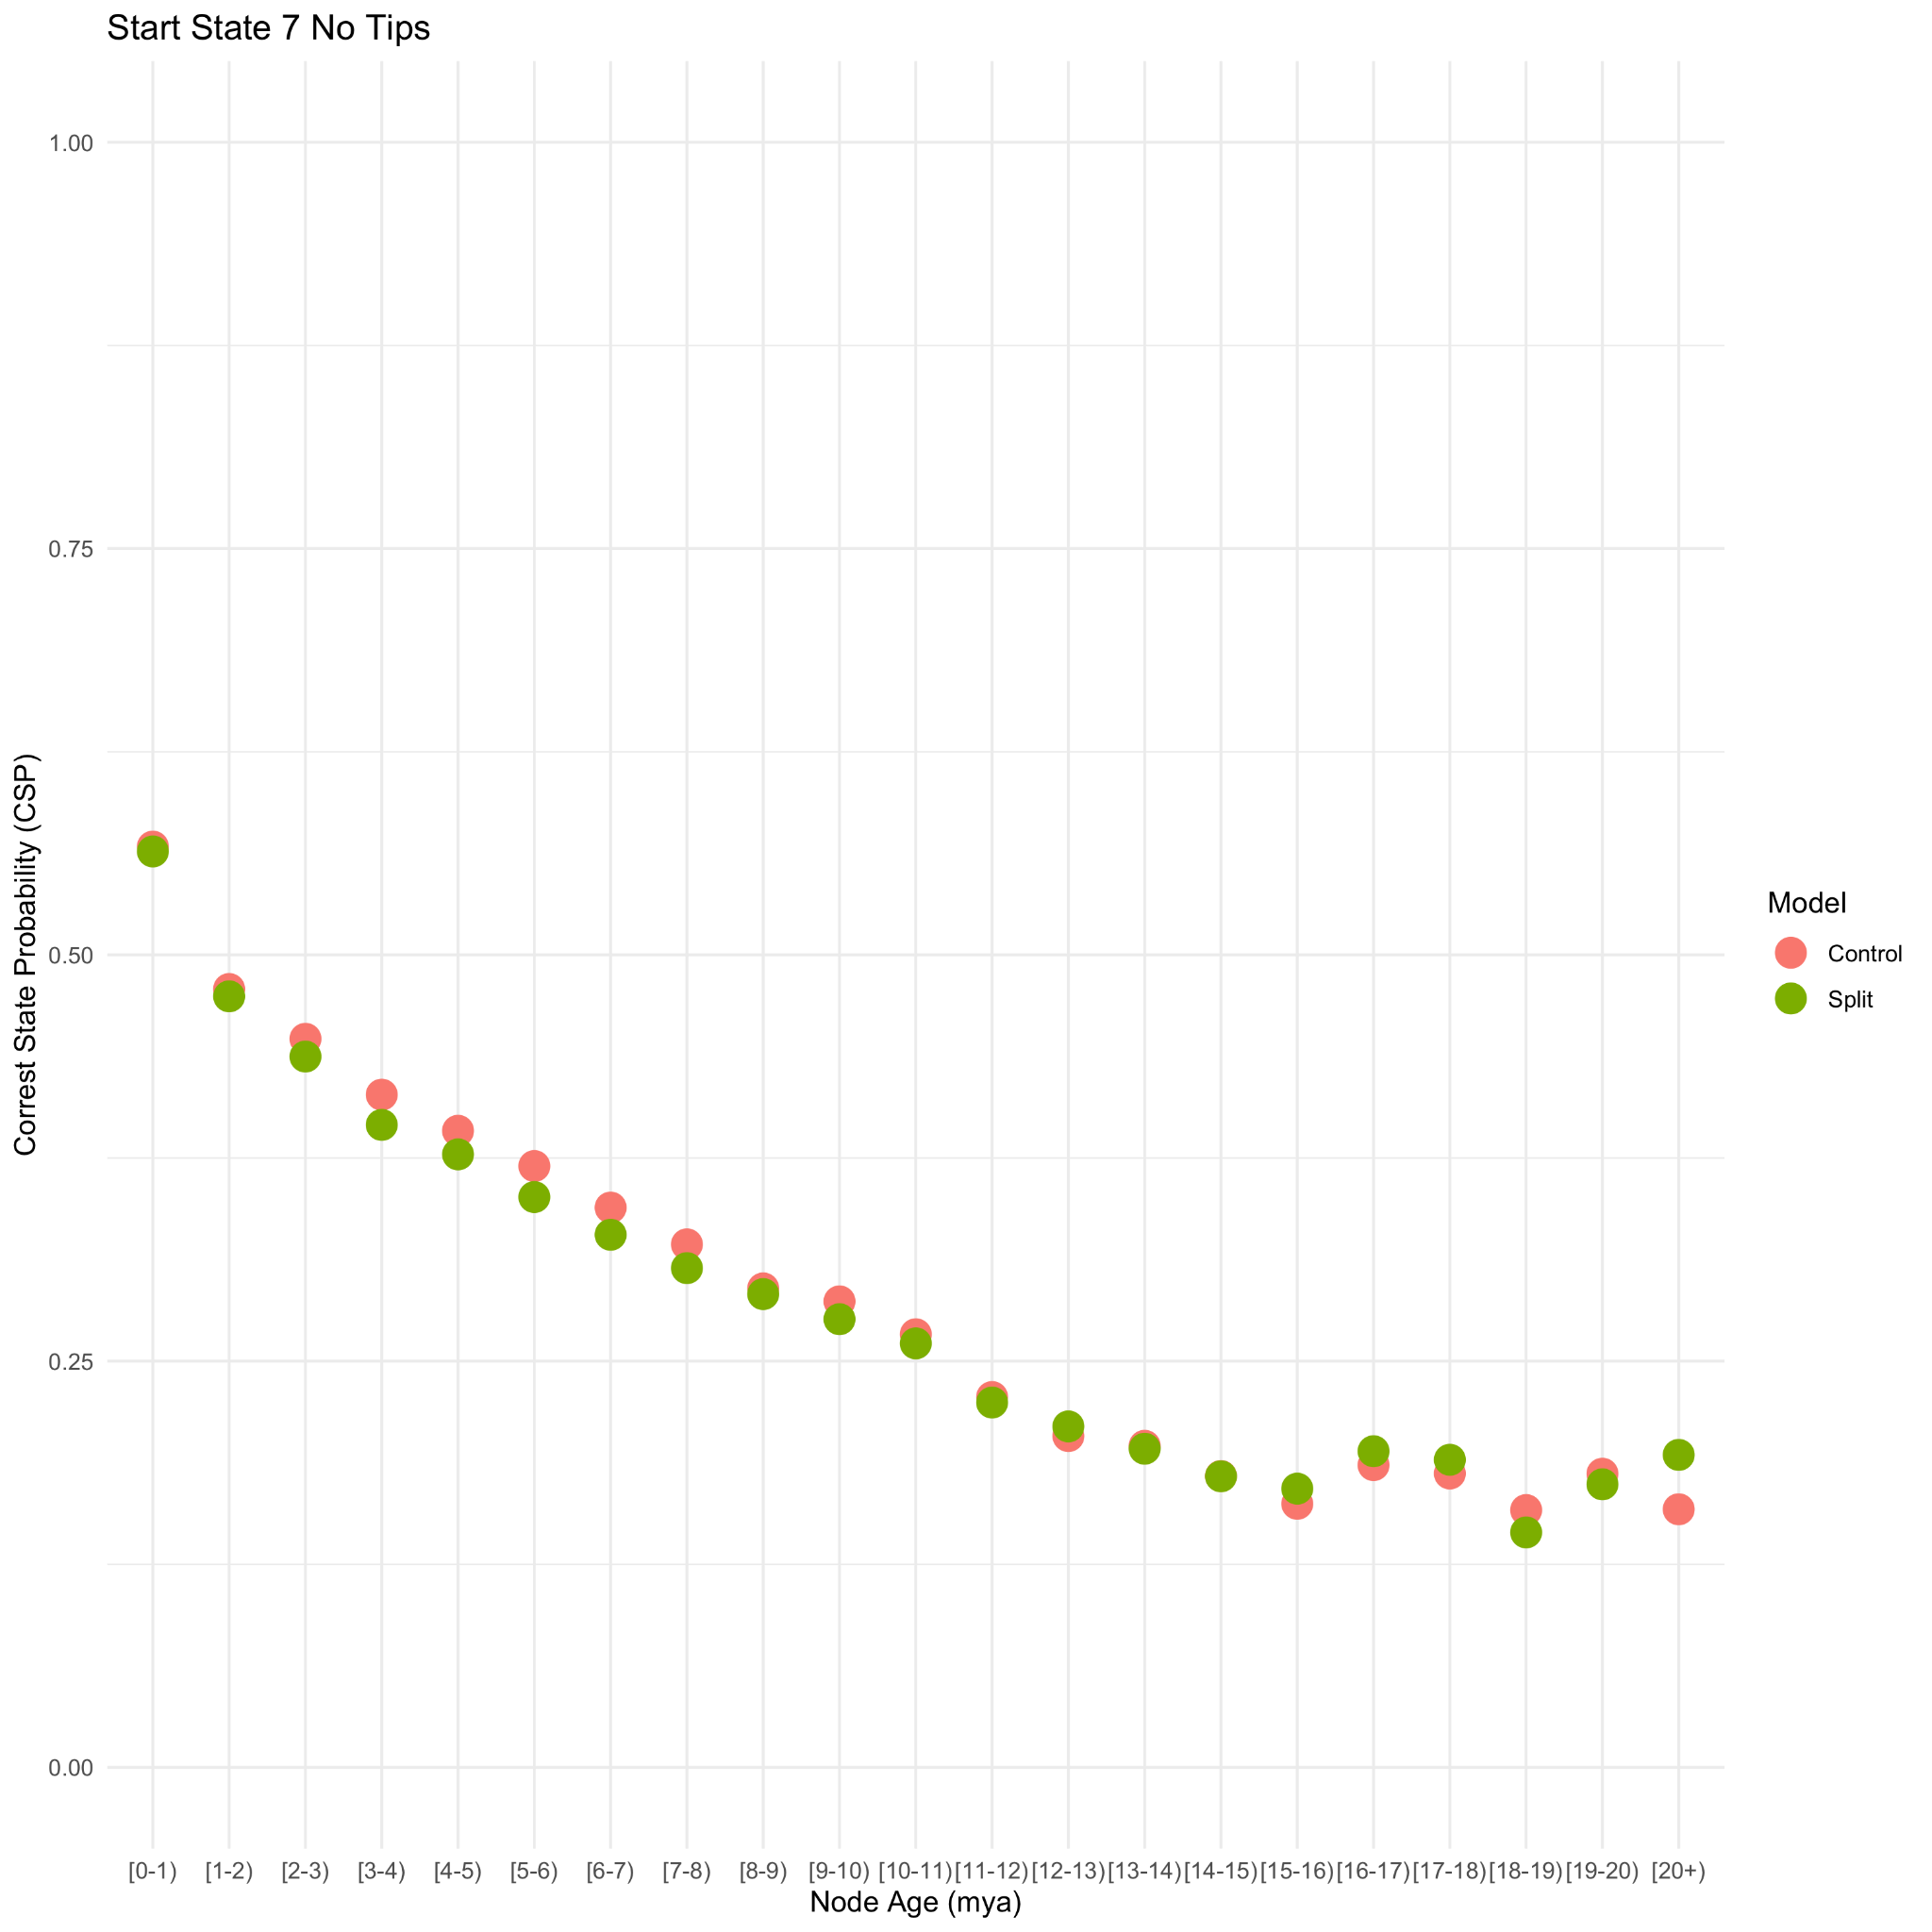 Start State 7 No Tips
1.00
0.75
0.50
0.25
0.00
Correst State Probability (CSP)
[0-1) [1-2) [2-3) [3-4) [4-5) [5-6) [6-7) [7-8) [8-9) [9-10) [10-11) [11-12) [12-13) [13-14) [14-15) [15-16) [16-17) [17-18) [18-19) [19-20) [20+)
Node Age (mya)
Model
Control
Split